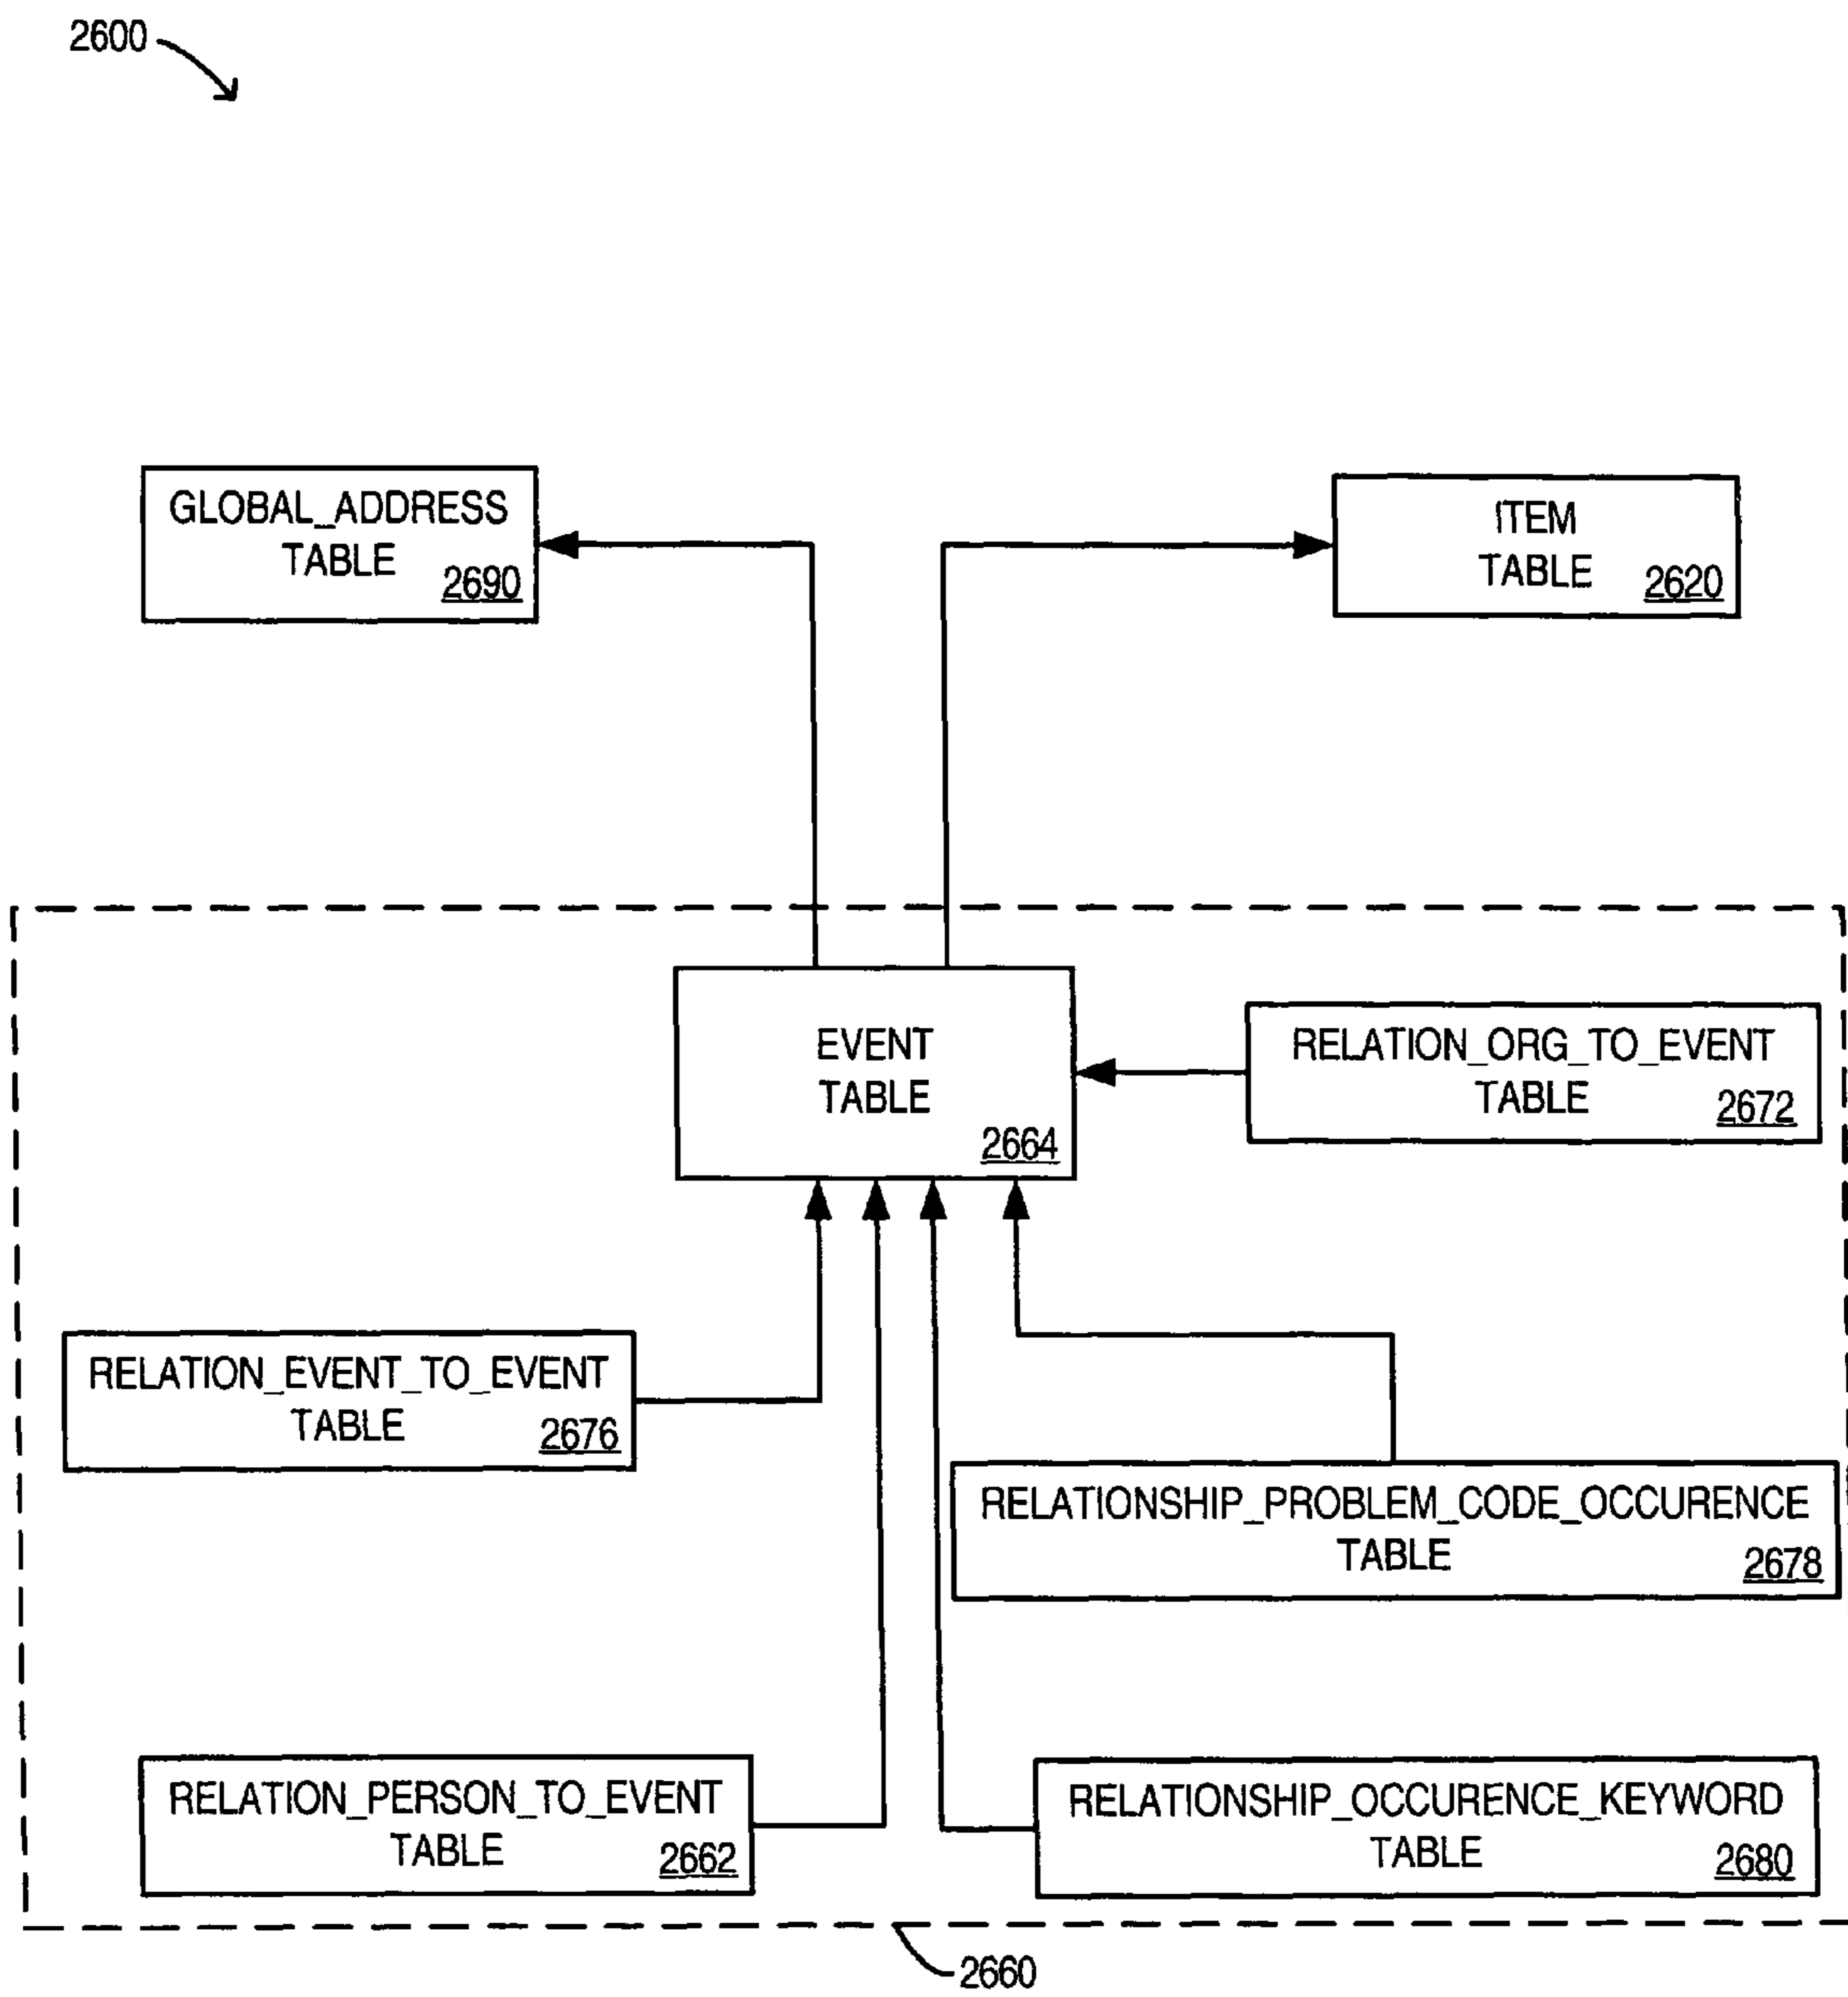 2600
GLOBAL_ADDRESS
TABLE
2690
ITEM
TABLE
2620
EVENT
TABLE
2664
RELATION_ORG_TO_EVENT
TABLE
2672
RELATION_EVENT_TO_EVENT
TABLE
2676
RELATIONSHIP_PROBLEM_CODE_OCCURENCE
TABLE
2678
RELATION_PERSON_TO_EVENT
TABLE
2662
RELATIONSHIP_OCCURENCE_KEYWORD
TABLE
2680
2660